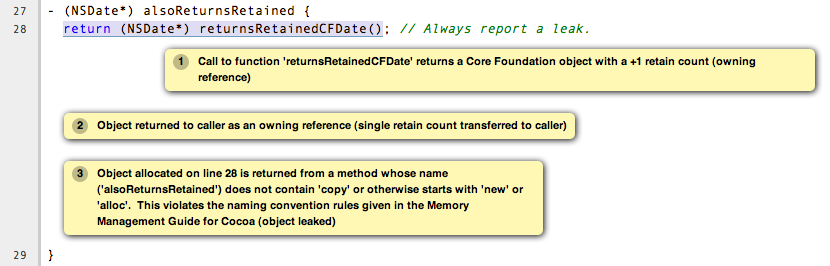 27 - (NSDate*) alsoReturnsRetained {
28 return (NSDate*) returnsRetainedCFDate(); // Always report a leak.
1 Call to function 'returnsRetainedCFDate' returns a Core Foundation object with a +1 retain count (owning
reference)
2 Object returned to caller as an owning reference (single retain count transferred to caller)
3 Object allocated on line 28 is returned from a method whose name
('alsoReturnsRetained') does not contain 'copy' or otherwise starts with 'new' or
'alloc'. This violates the naming convention rules given in the Memory
Management Guide for Cocoa (object leaked)
29 }